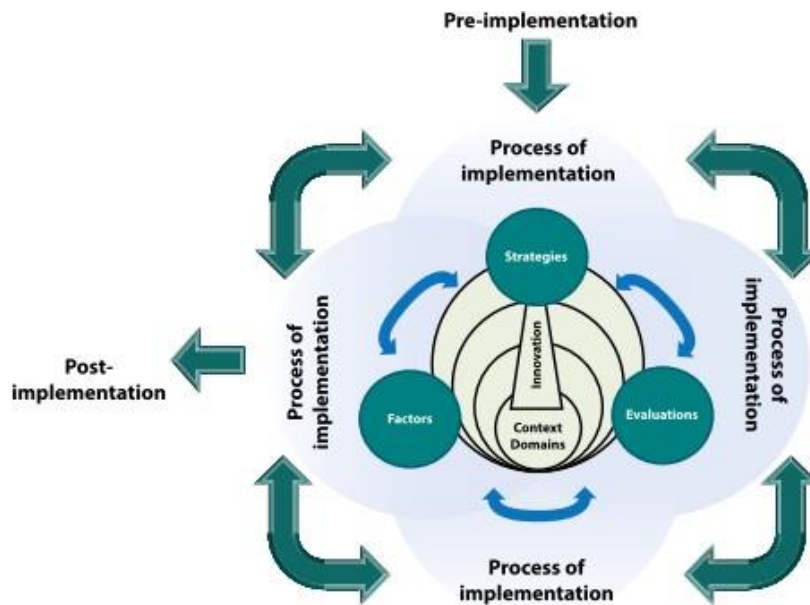 Pre-implementation
Process of
implementation
Strategies
Process of
implementation
Innovation
Process of
implementation
Post-
implementation
Factors
Evaluations
Context
Domains
Process of
implementation